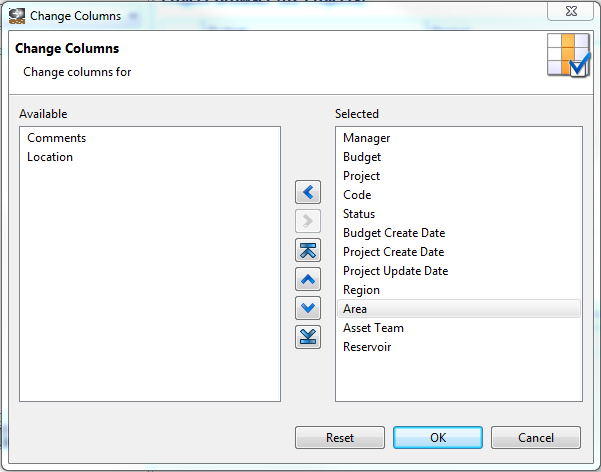 Change Columns
Change Columns
Change columns for
Available
Selected
Comments
Location
Manager
Budget
Project
Code
Status
Budget Create Date
Project Create Date
Project Update Date
Region
Area
Asset Team
Reservoir
Reset
OK
Cancel